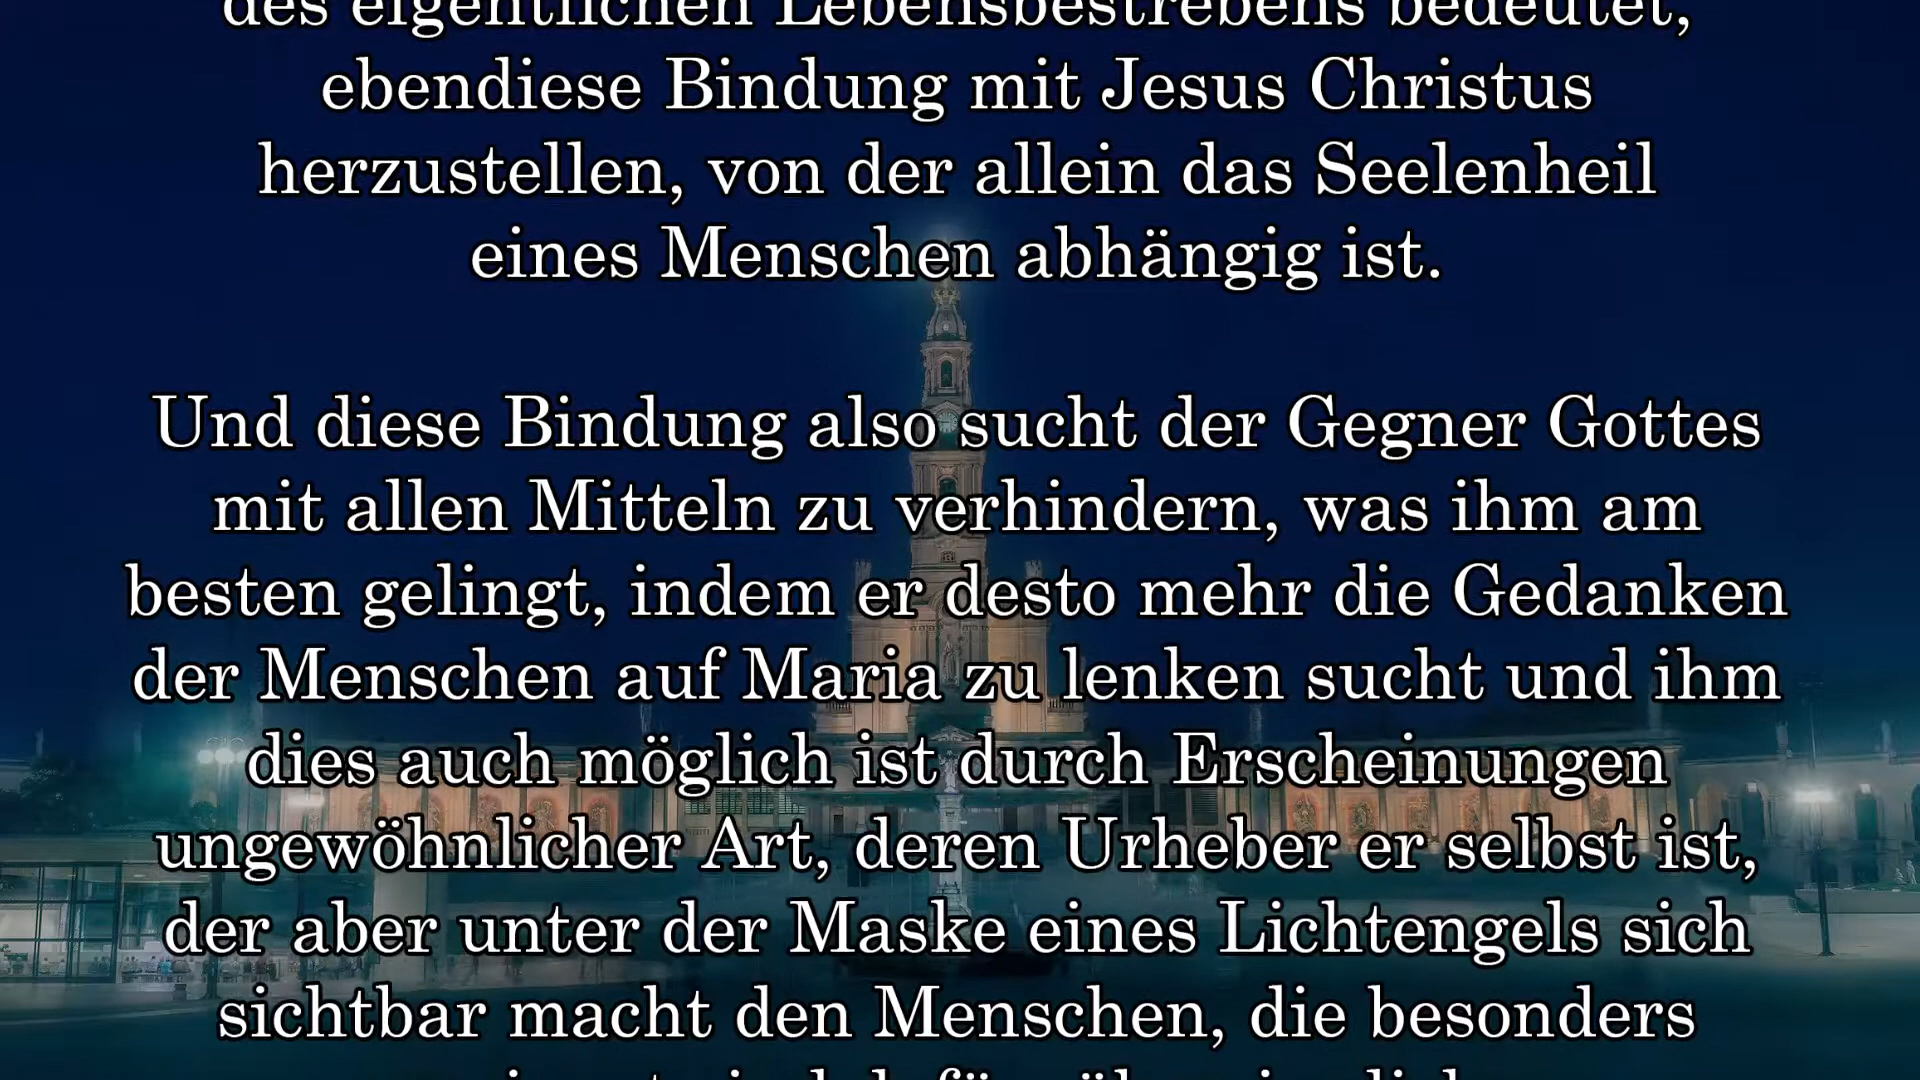 des eigentlichen Lebensbestrebens bedeutet,
ebendiese Bindung mit Jesus Christus
herzustellen, von der allein das Seelenheil
eines Menschen abhängig ist.
Und diese Bindung also sucht der Gegner Gottes
mit allen Mitteln zu verhindern, was ihm am
besten gelingt, indem er desto mehr die Gedanken
der Menschen auf Maria zu lenken sucht und ihm
dies auch möglich ist durch Erscheinungen
ungewöhnlicher Art, deren Urheber er selbst ist,
der aber unter der Maske eines Lichtengels sich
sichtbar macht den Menschen, die besonders